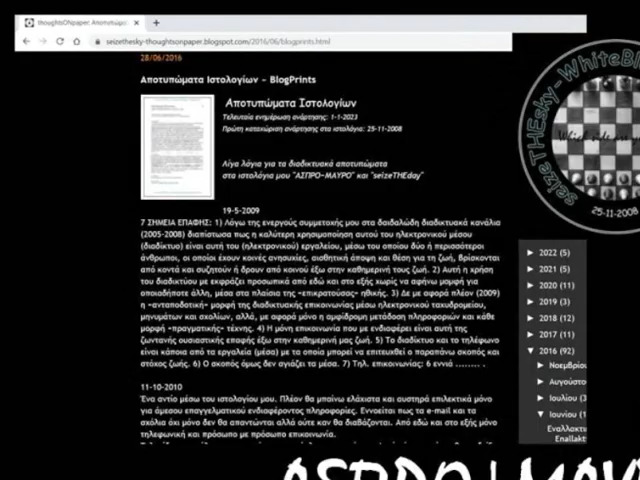 thoughtsONpaper: Αποτυπώμα
seizethesky-thoughtsonpaper.blogspot.com/2016/06/blogprints.html
28/06/2016
Αποτυπώματα Ιστολογίων - BlogPrints
Αποτυπώματα Ιστολογίων
Τελευταία ενημέρωση ανάρτησης: 1-1-2023
Πρώτη καταχώριση ανάρτησης στα ιστολόγια: 25-11-2008
Λίγα λόγια για τα διαδικτυακά αποτυπώματα
στα ιστολόγια μου "ΑΣΠΡΟ-ΜΑΥΡΟ" και "seizeTHEday"
19-5-2009
7 ΣΗΜΕΙΑ ΕΠΑΦΗΣ: 1) Λόγω της ενεργούς συμμετοχής μου στα δαιδαλώδη διαδικτυακά κανάλια
(2005-2008) διαπίστωσα πως η καλύτερη χρησιμοποίηση αυτού του ηλεκτρονικού μέσου
(διαδίκτυο) είναι αυτή του (ηλεκτρονικού) εργαλείου, μέσω του οποίου δύο ή περισσότεροι
άνθρωποι, οι οποίοι έχουν κοινές ανησυχίες, αισθητική άποψη και θέση για τη ζωή, βρίσκονται
από κοντά και συζητούν ή δρουν από κοινού έξω στην καθημερινή τους ζωή. 2) Αυτή η χρήση
του διαδικτύου με εκφράζει προσωπικά από εδώ και στο εξής χωρίς να αφήνω μομφή για
οποιαδήποτε άλλη, μέσα στα πλαίσια της «επικρατούσας» ηθικής. 3) Δε με αφορά πλέον (2009)
η «ανταποδοτική» μορφή της διαδικτυακής επικοινωνίας μέσω ηλεκτρονικού ταχυδρομείου,
μηνυμάτων και σχολίων, αλλά, με αφορά μόνο η αμφίδρομη μετάδοση πληροφοριών και κάθε
μορφή «πραγματικής» τέχνης. 4) Η μόνη επικοινωνία που με ενδιαφέρει είναι αυτή της
ζωντανής ουσιαστικής επαφής έξω στην καθημερινή μας ζωή. 5) Το διαδίκτυο και το τηλέφωνο
είναι κάποια από τα εργαλεία (μέσα) με τα οποία μπορεί να επιτευχθεί ο παραπάνω σκοπός και
στόχος ζωής. 6) Ο σκοπός όμως δεν αγιάζει τα μέσα. 7) Τηλ. επικοινωνίας: 6 εννιά ........ .
11-10-2010
Ένα αντίο μέσω του ιστολογίου μου. Πλέον θα μπαίνω ελάχιστα και αυστηρά επιλεκτικά μόνο
για άμεσου επαγγελματικού ενδιαφέροντος πληροφορίες. Εννοείται πως τα e-mail και τα
σχόλια όχι μόνο δεν θα απαντώνται αλλά ούτε καν θα διαβάζονται. Από εδώ και στο εξής μόνο
τηλεφωνική και πρόσωπο με πρόσωπο επικοινωνία.
seizeTHEsky-WhiteBl
25-11-2008
► 2022 (5)
► 2021 (5)
► 2020 (11)
► 2019 (3)
► 2018 (12)
► 2017 (11)
▼ 2016 (92)
► Νοεμβρίου
► Αυγούστου
► Ιουλίου (3
▼ Ιουνίου (1
Εναλλακτι
Enallakt